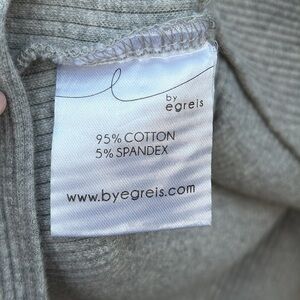 by
egreis
95% COTTON
5% SPANDEX
www.byegreis.com